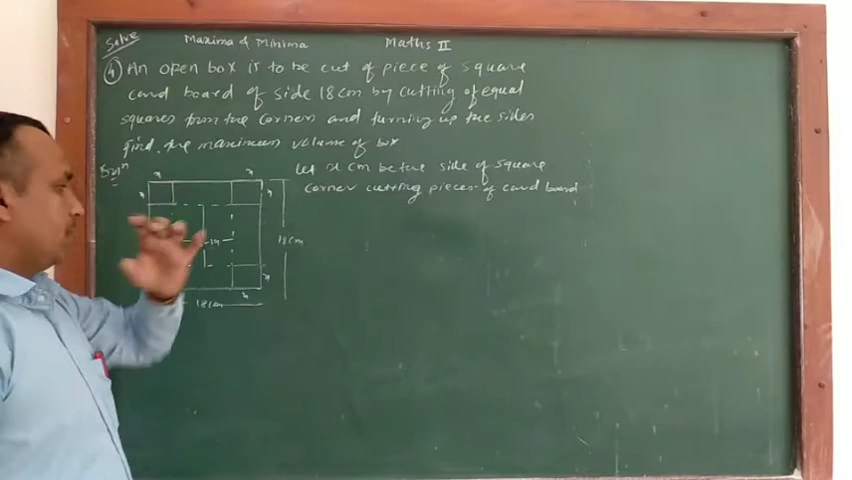 Solve
Maxima & Minima Maths II
(4) An open box is to be cut of piece of square
card board of side 18cm by cutting of equal
squares from the corners and turning up the sides
find the maximum volume of box
Solⁿ
Let x cm be the side of square
corner cutting pieces of card board
x x
x x
18cm
x
x
18cm